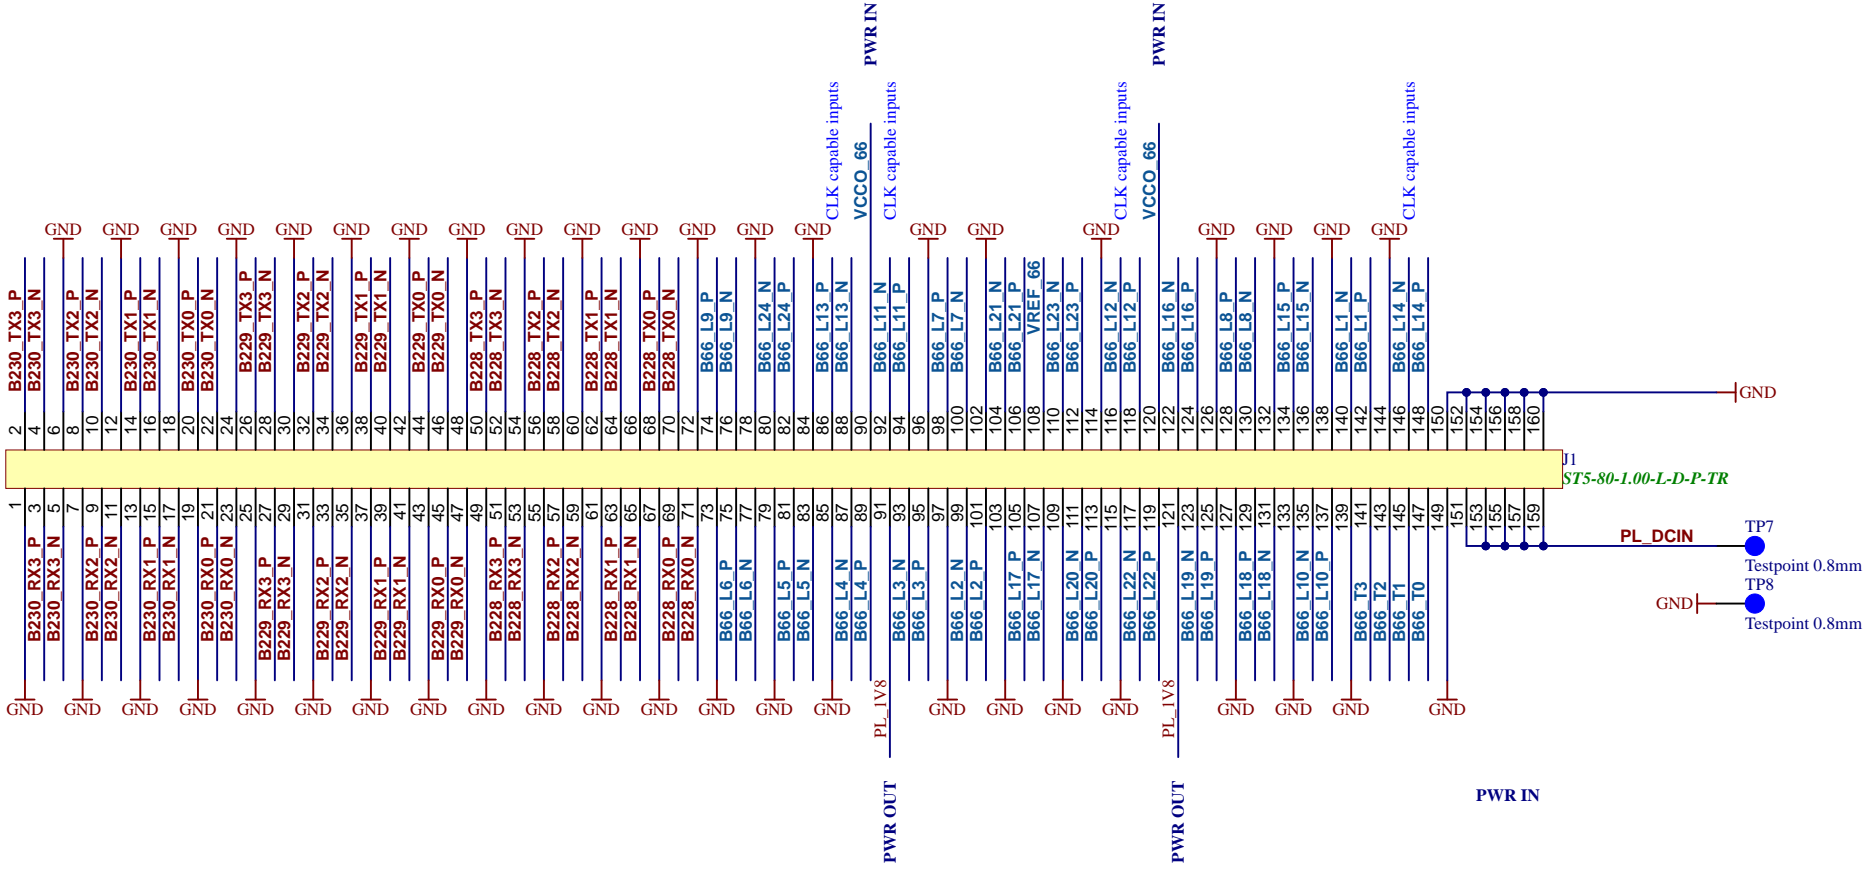 PWR IN
PWR IN
CLK capable inputs
VCCO_66
CLK capable inputs
CLK capable inputs
VCCO_66
CLK capable inputs
GND GND GND GND GND GND GND GND GND GND GND GND GND GND GND GND GND GND GND GND GND
B230_TX3_P
B230_TX3_N
B230_TX2_P
B230_TX2_N
B230_TX1_P
B230_TX1_N
B230_TX0_P
B230_TX0_N
B229_TX3_P
B229_TX3_N
B229_TX2_P
B229_TX2_N
B229_TX1_P
B229_TX1_N
B229_TX0_P
B229_TX0_N
B228_TX3_P
B228_TX3_N
B228_TX2_P
B228_TX2_N
B228_TX1_P
B228_TX1_N
B228_TX0_P
B228_TX0_N
B66_L9_P
B66_L9_N
B66_L24_N
B66_L24_P
B66_L13_P
B66_L13_N
B66_L11_N
B66_L11_P
B66_L7_P
B66_L7_N
B66_L21_N
B66_L21_P
VREF_66
B66_L23_N
B66_L23_P
B66_L12_N
B66_L12_P
B66_L16_N
B66_L16_P
B66_L8_P
B66_L8_N
B66_L15_P
B66_L15_N
B66_L1_N
B66_L1_P
B66_L14_N
B66_L14_P
GND
2 4 6 8 10 12 14 16 18 20 22 24 26 28 30 32 34 36 38 40 42 44 46 48 50 52 54 56 58 60 62 64 66 68 70 72 74 76 78 80 82 84 86 88 90 92 94 96 98 100 102 104 106 108 110 112 114 116 118 120 122 124 126 128 130 132 134 136 138 140 142 144 146 148 150 152 154 156 158 160
J1
ST5-80-1.00-L-D-P-TR
1 3 5 7 9 11 13 15 17 19 21 23 25 27 29 31 33 35 37 39 41 43 45 47 49 51 53 55 57 59 61 63 65 67 69 71 73 75 77 79 81 83 85 87 89 91 93 95 97 99 101 103 105 107 109 111 113 115 117 119 121 123 125 127 129 131 133 135 137 139 141 143 145 147 149 151 153 155 157 159
B230_RX3_P
B230_RX3_N
B230_RX2_P
B230_RX2_N
B230_RX1_P
B230_RX1_N
B230_RX0_P
B230_RX0_N
B229_RX3_P
B229_RX3_N
B229_RX2_P
B229_RX2_N
B229_RX1_P
B229_RX1_N
B229_RX0_P
B229_RX0_N
B228_RX3_P
B228_RX3_N
B228_RX2_P
B228_RX2_N
B228_RX1_P
B228_RX1_N
B228_RX0_P
B228_RX0_N
B66_L6_P
B66_L6_N
B66_L5_P
B66_L5_N
B66_L4_N
B66_L4_P
B66_L3_N
B66_L3_P
B66_L2_N
B66_L2_P
B66_L17_P
B66_L17_N
B66_L20_N
B66_L20_P
B66_L22_N
B66_L22_P
B66_L19_N
B66_L19_P
B66_L18_P
B66_L18_N
B66_L10_N
B66_L10_P
B66_T3
B66_T2
B66_T1
B66_T0
PL_DCIN
TP7
Testpoint 0.8mm
TP8
GND
Testpoint 0.8mm
GND GND GND GND GND GND GND GND GND GND GND GND GND GND GND
PL_1V8
GND GND GND GND
PL_1V8
GND GND GND GND
PWR OUT
PWR OUT
PWR IN